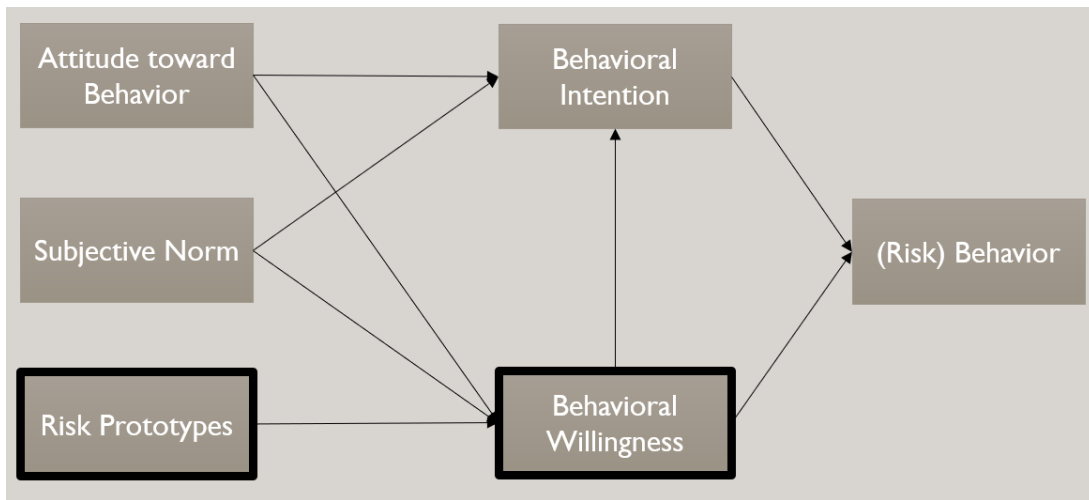 Attitude toward
Behavior
Behavioral
Intention
Subjective Norm
(Risk) Behavior
Risk Prototypes
Behavioral
Willingness